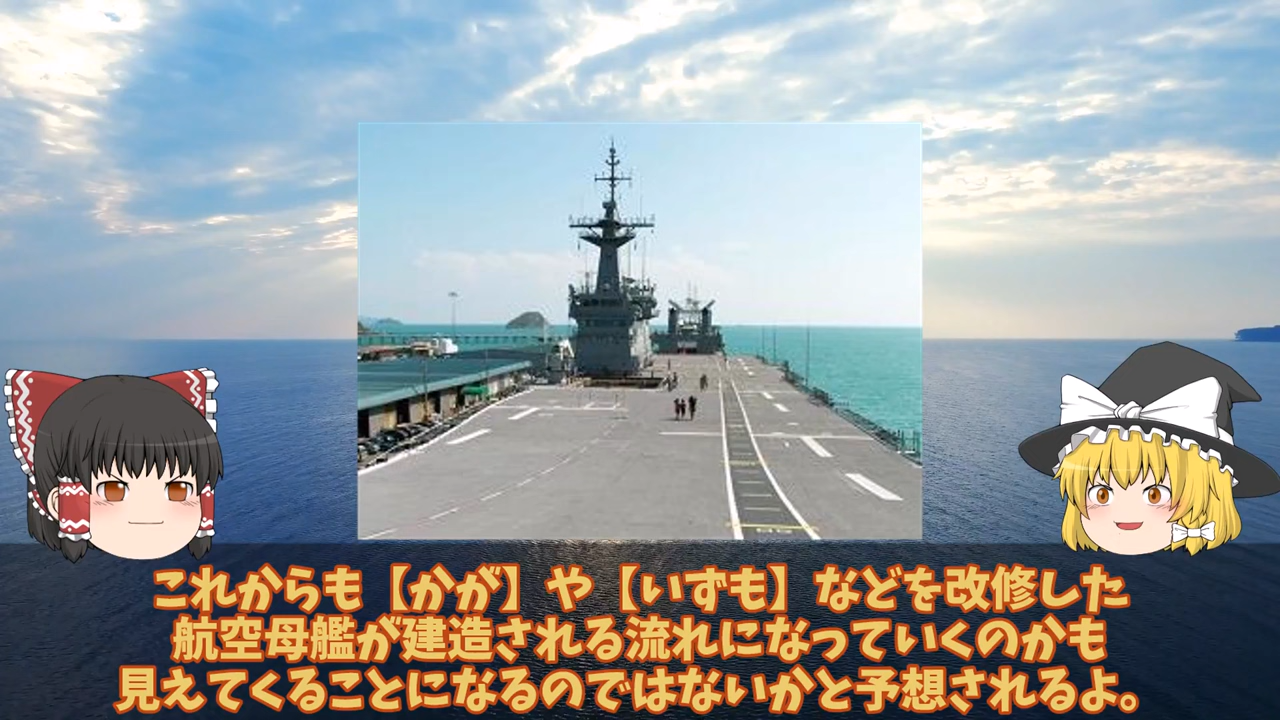 これからも【かが】や【いずも】などを改修した
航空母艦が建造される流れになっていくのかも
見えてくることになるのではないかと予想されるよ。